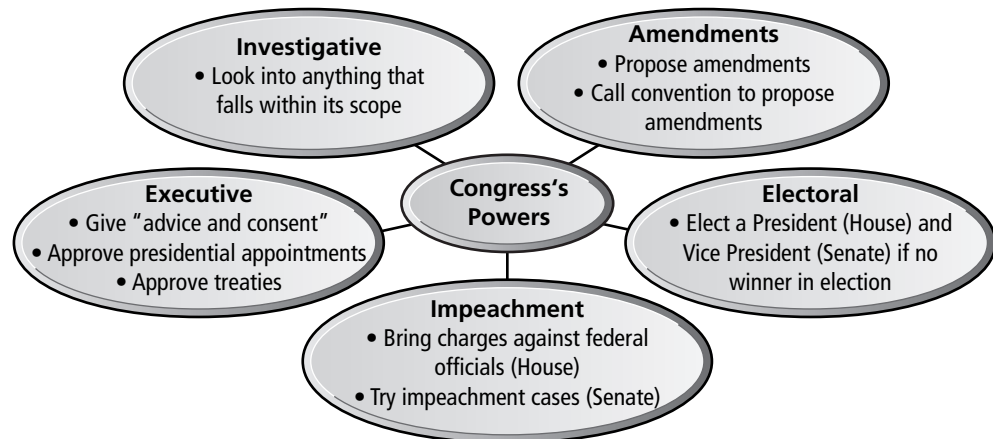 Investigative
• Look into anything that
falls within its scope
Amendments
• Propose amendments
• Call convention to propose
amendments
Congress's
Powers
Executive
• Give “advice and consent”
• Approve presidential appointments
• Approve treaties
Electoral
• Elect a President (House) and
Vice President (Senate) if no
winner in election
Impeachment
• Bring charges against federal
officials (House)
• Try impeachment cases (Senate)